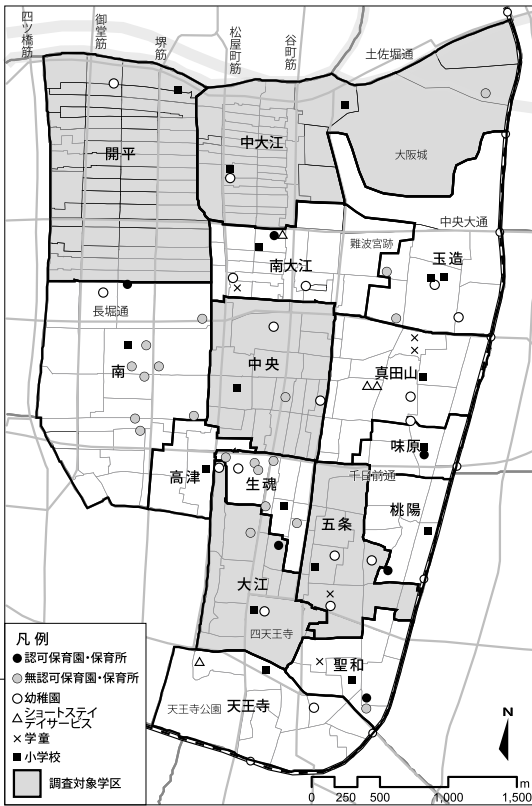 四ツ橋筋
御堂筋
堺筋
松屋町筋
谷町筋
土佐堀通
中大江
開平
大阪城
中央大通
難波宮跡
玉造
南大江
長堀通
中央
南
真田山
味原
高津
生魂
千日前通
桃陽
五条
大江
四天王寺
聖和
天王寺公園
天王寺
凡例
認可保育園・保育所
無認可保育園・保育所
幼稚園
ショートステイ
デイサービス
学童
小学校
調査対象学区
N
0 250 500 1,000 1,500 m